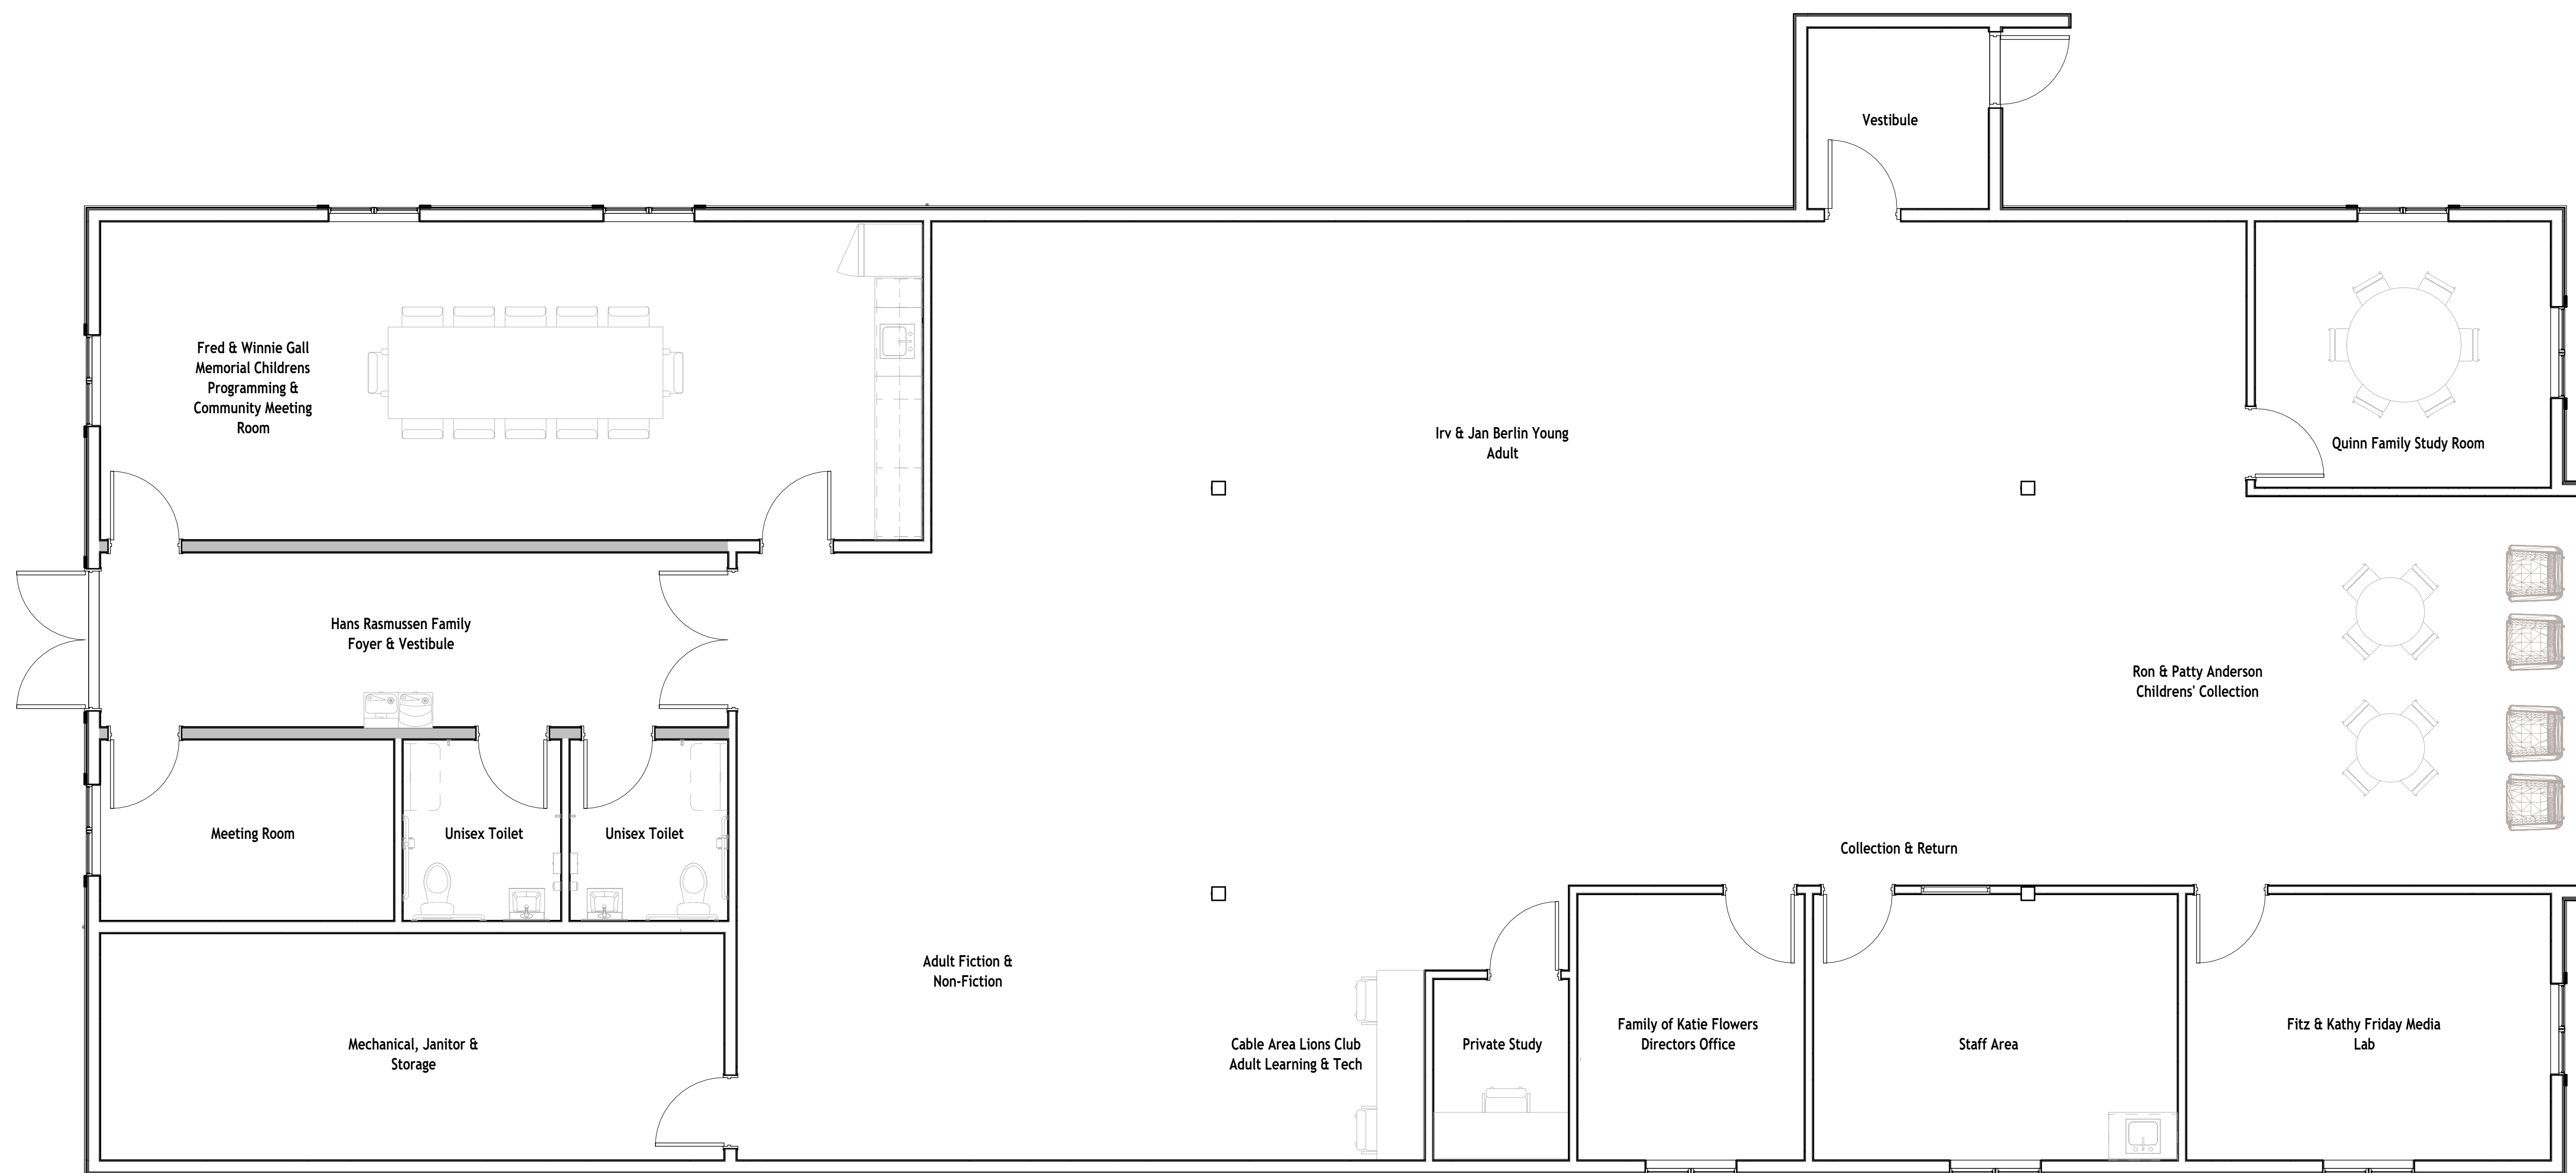 Vestibule
Fred & Winnie Gall
Memorial Childrens
Programming &
Community Meeting
Room
Irv & Jan Berlin Young
Adult
Quinn Family Study Room
Hans Rasmussen Family
Foyer & Vestibule
Ron & Patty Anderson
Childrens' Collection
Meeting Room
Unisex Toilet
Unisex Toilet
Collection & Return
Adult Fiction &
Non-Fiction
Mechanical, Janitor &
Storage
Cable Area Lions Club
Adult Learning & Tech
Private Study
Family of Katie Flowers
Directors Office
Staff Area
Fitz & Kathy Friday Media
Lab